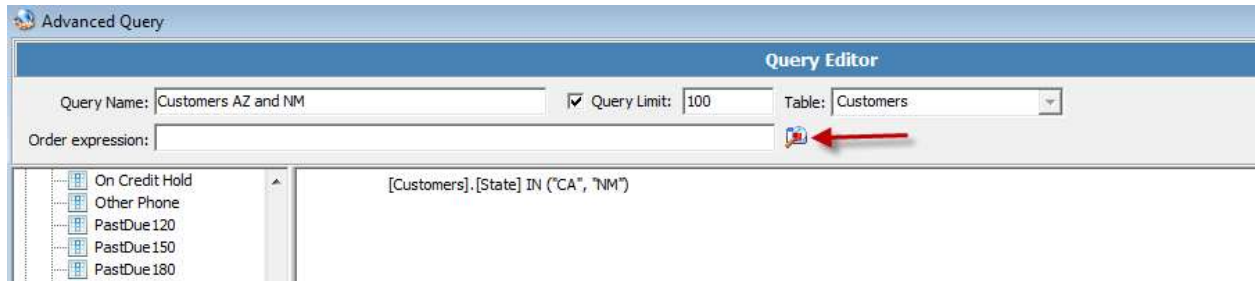 Advanced Query
Query Editor
Query Name: Customers AZ and NM Query Limit: 100 Table: Customers
Order expression:
On Credit Hold
[Customers].[State] IN ("CA", "NM")
Other Phone
PastDue120
PastDue150
PastDue180